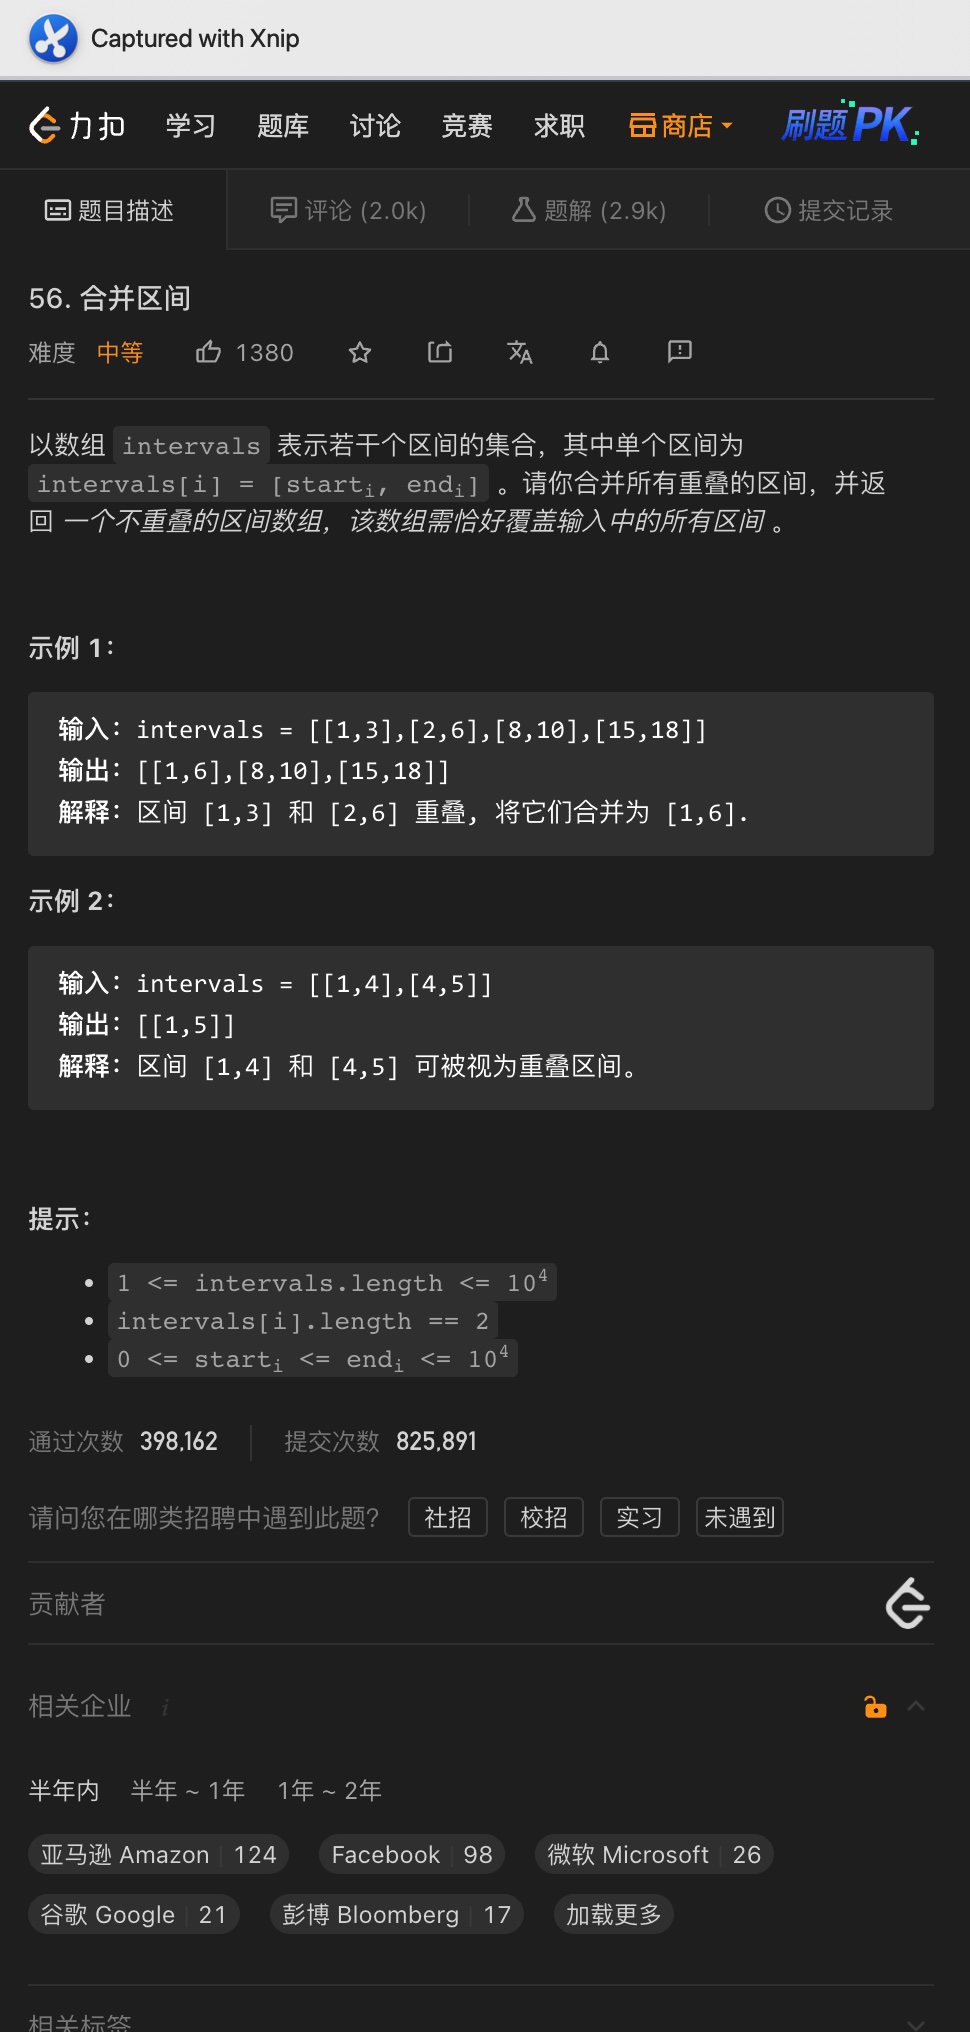 Captured with Xnip
力扣 学习 题库 讨论 竞赛 求职 商店 刷题PK
题目描述 评论 (2.0k) 题解 (2.9k) 提交记录
56. 合并区间
难度 中等 1380
以数组 intervals 表示若干个区间的集合，其中单个区间为
intervals[i] = [starti, endi] 。请你合并所有重叠的区间，并返
回 一个不重叠的区间数组，该数组需恰好覆盖输入中的所有区间 。
示例 1：
输入：intervals = [[1,3],[2,6],[8,10],[15,18]]
输出：[[1,6],[8,10],[15,18]]
解释：区间 [1,3] 和 [2,6] 重叠, 将它们合并为 [1,6].
示例 2：
输入：intervals = [[1,4],[4,5]]
输出：[[1,5]]
解释：区间 [1,4] 和 [4,5] 可被视为重叠区间。
提示：
• 1 <= intervals.length <= 10⁴
• intervals[i].length == 2
• 0 <= starti <= endi <= 10⁴
通过次数 398,162 提交次数 825,891
请问您在哪类招聘中遇到此题？ 社招 校招 实习 未遇到
贡献者
相关企业 i
半年内 半年 ~ 1年 1年 ~ 2年
亚马逊 Amazon 124 Facebook 98 微软 Microsoft 26
谷歌 Google 21 彭博 Bloomberg 17 加载更多
相关标签